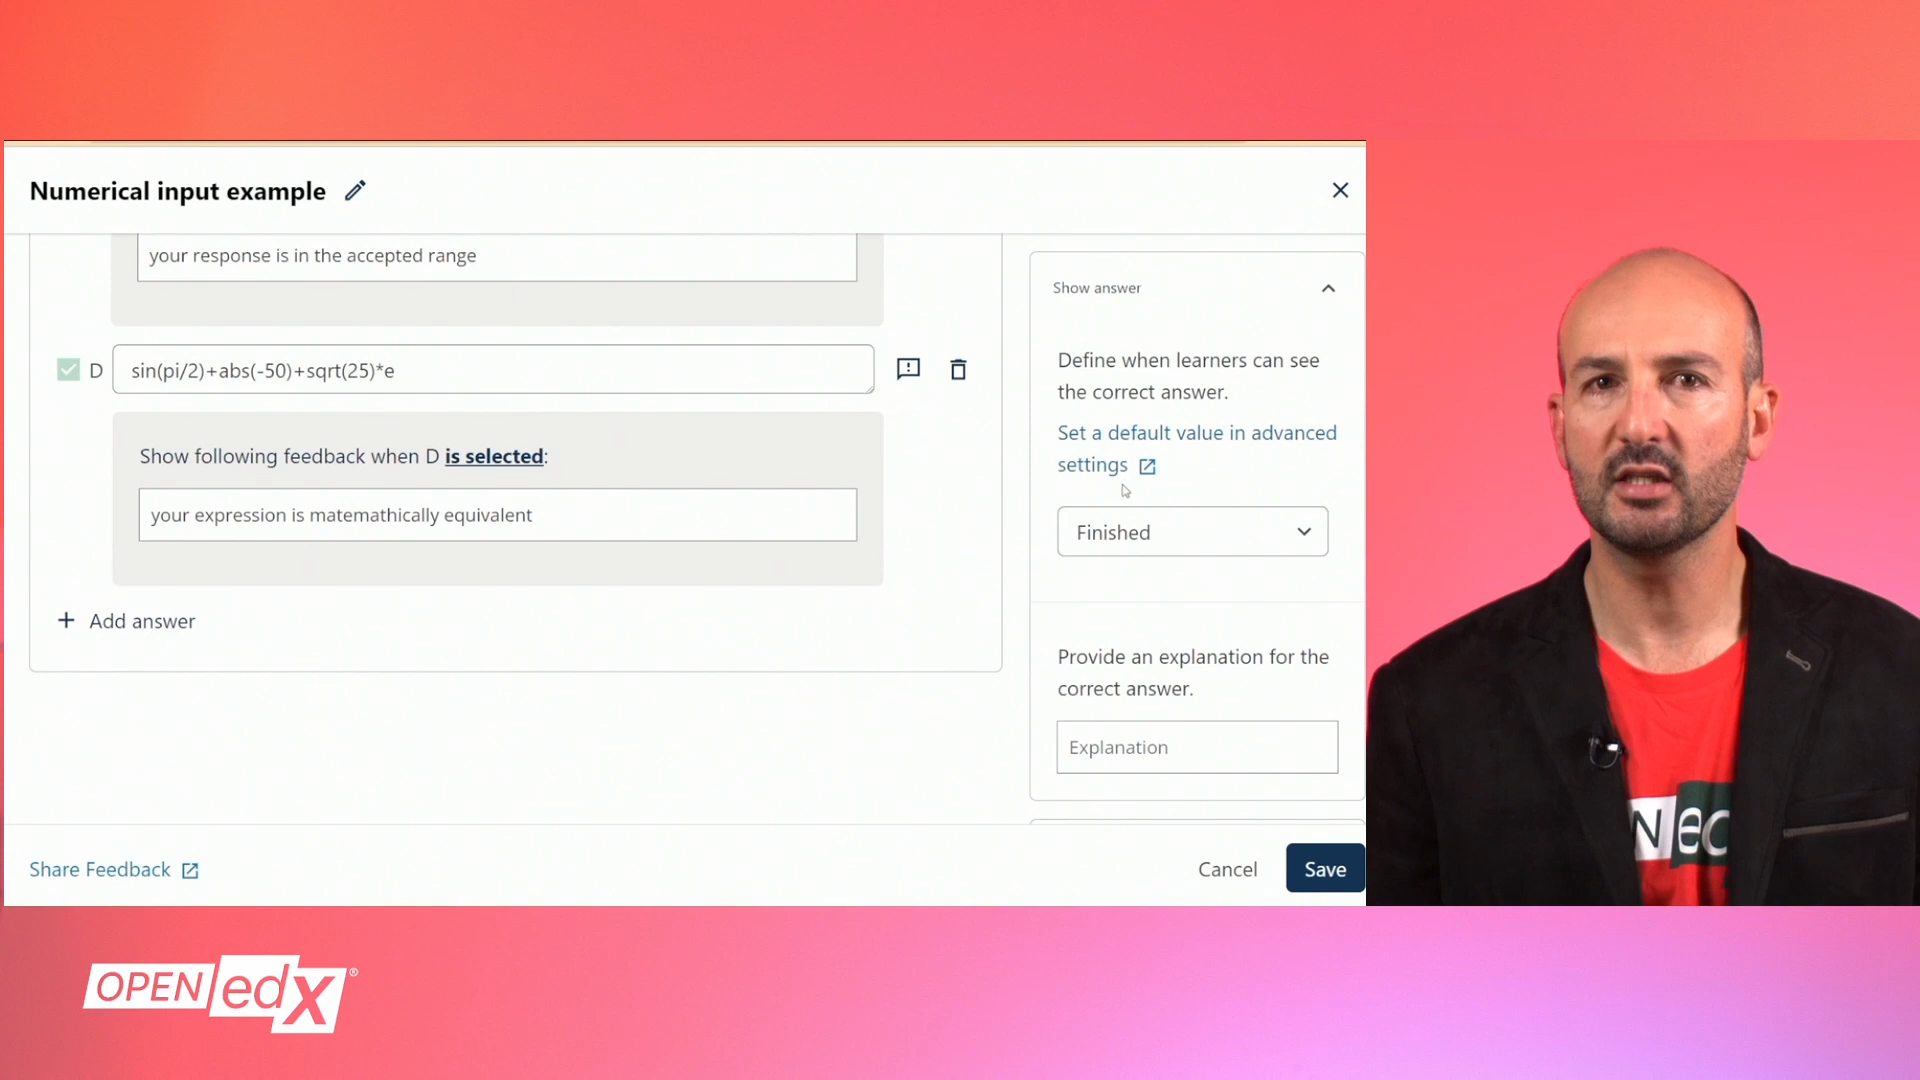 Numerical input example
your response is in the accepted range
D
sin(pi/2)+abs(-50)+sqrt(25)*e
Show following feedback when D is selected:
your expression is matemathically equivalent
+ Add answer
Show answer
Define when learners can see
the correct answer.
Set a default value in advanced
settings
Finished
Provide an explanation for the
correct answer.
Explanation
Share Feedback
Cancel
Save
N edX
OPEN edX®